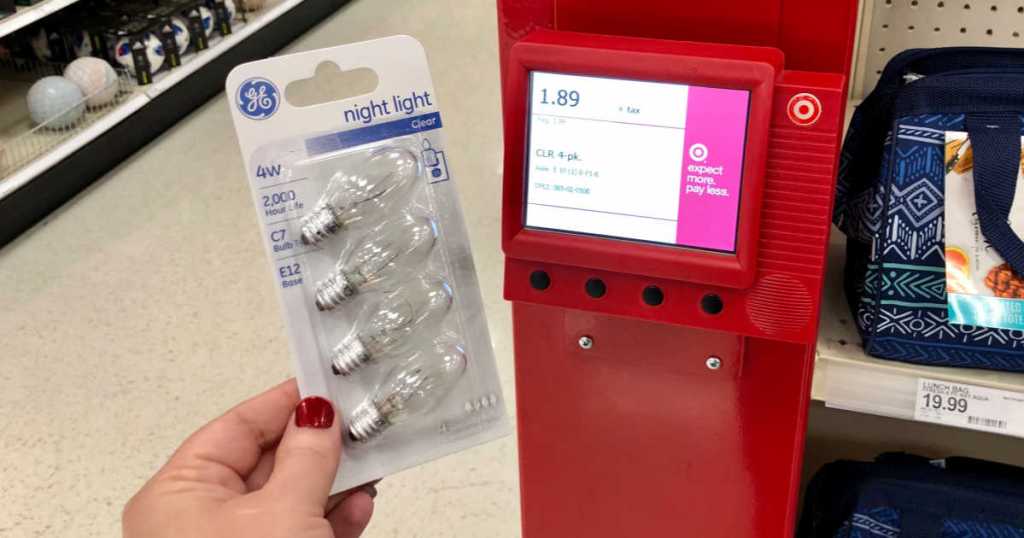 GE
night light
Clear
4W
2,000
Hour Life
C7
E12
Base
4
1.89 + tax
CLR 4-pk.
expect
more.
pay less.
LUNCH BAG
19.99